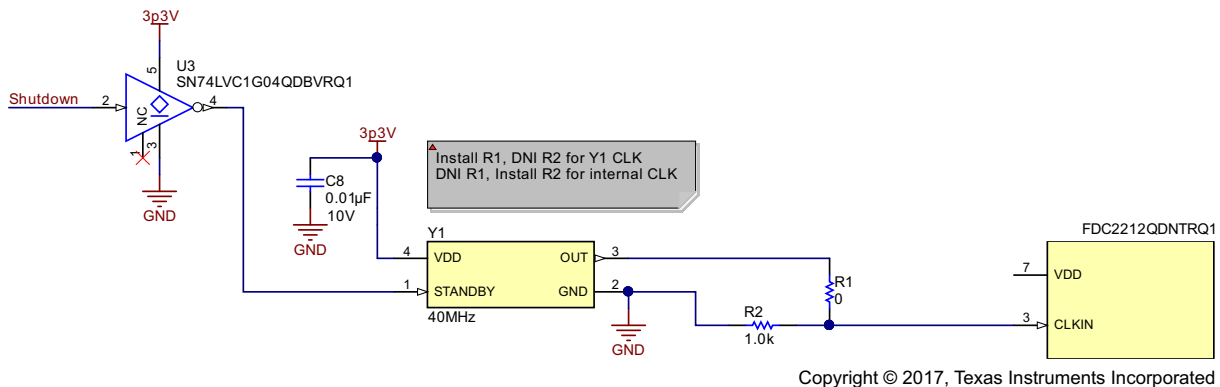 3p3V
U3
SN74LVC1G04QDBVRQ1
5
Shutdown
2
4
NC
1
3
GND
3p3V
C8
0.01µF
10V
GND
Install R1, DNI R2 for Y1 CLK
DNI R1, Install R2 for internal CLK
Y1
4
VDD
OUT
3
1
STANDBY
GND
2
40MHz
GND
R1
0
R2
1.0k
FDC2212QDNTRQ1
7
VDD
3
CLKIN
Copyright © 2017, Texas Instruments Incorporated